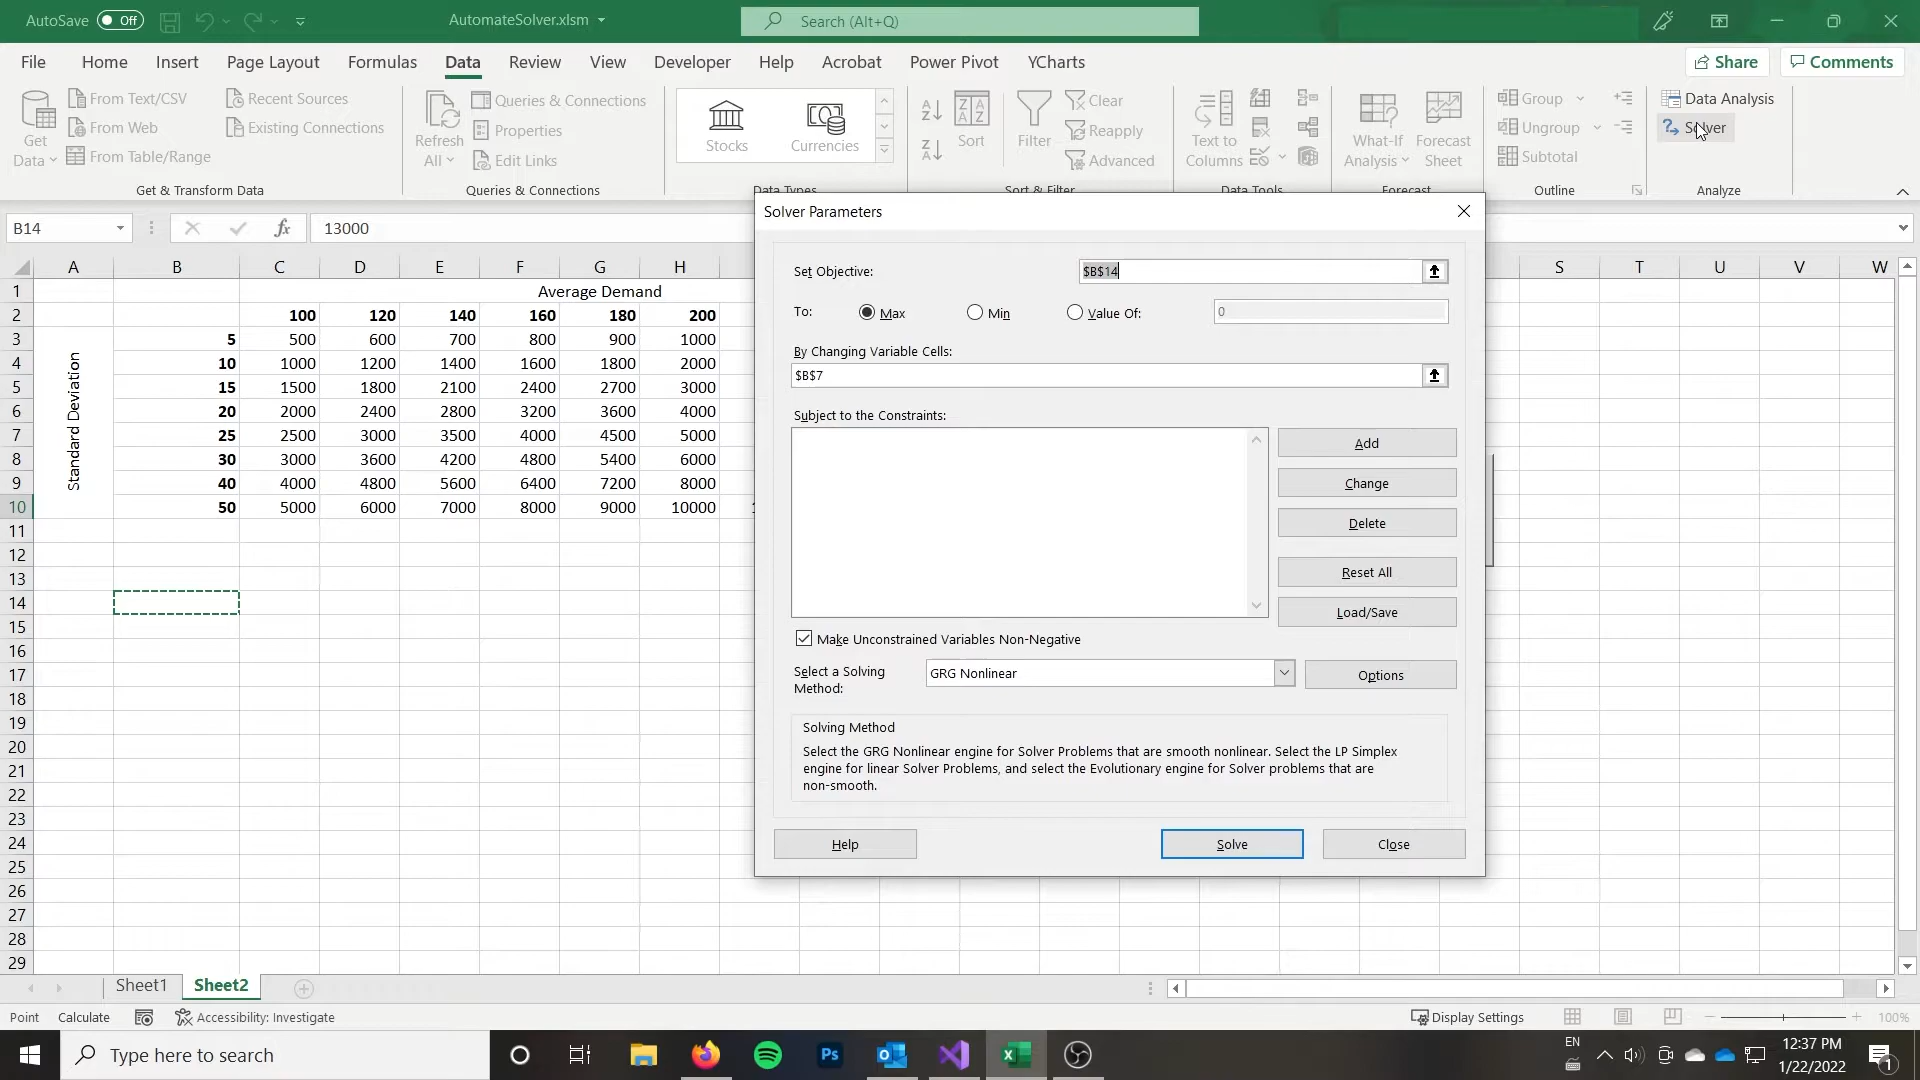 AutoSave Off AutomateSolver.xlsm Search (Alt+Q)
File Home Insert Page Layout Formulas Data Review View Developer Help Acrobat Power Pivot YCharts Share Comments
Get Data
From Text/CSV
From Web
From Table/Range
Recent Sources
Existing Connections
Get & Transform Data
Refresh All
Queries & Connections
Properties
Edit Links
Queries & Connections
Stocks Currencies
Data Types
Sort Filter
Clear
Reapply
Advanced
Sort & Filter
Text to Columns
Data Tools
What-If Analysis
Forecast Sheet
Forecast
Group
Ungroup
Subtotal
Outline
Data Analysis
Solver
Analyze
B14 fx 13000
A B C D E F G H S T U V W
1 Average Demand
2 100 120 140 160 180 200
3 5 500 600 700 800 900 1000
4 10 1000 1200 1400 1600 1800 2000
5 15 1500 1800 2100 2400 2700 3000
6 20 2000 2400 2800 3200 3600 4000
7 25 2500 3000 3500 4000 4500 5000
8 30 3000 3600 4200 4800 5400 6000
9 40 4000 4800 5600 6400 7200 8000
10 50 5000 6000 7000 8000 9000 10000
Standard Deviation
11
12
13
14
15
16
17
18
19
20
21
22
23
24
25
26
27
28
29
Solver Parameters
Set Objective: $B$14
To: Max Min Value Of: 0
By Changing Variable Cells:
$B$7
Subject to the Constraints:
Add
Change
Delete
Reset All
Load/Save
Make Unconstrained Variables Non-Negative
Select a Solving
Method:
GRG Nonlinear
Options
Solving Method
Select the GRG Nonlinear engine for Solver Problems that are smooth nonlinear. Select the LP Simplex
engine for linear Solver Problems, and select the Evolutionary engine for Solver problems that are
non-smooth.
Help Solve Close
Sheet1 Sheet2
Point Calculate Accessibility: Investigate Display Settings 100%
Type here to search Ps EN 12:37 PM
1/22/2022 1